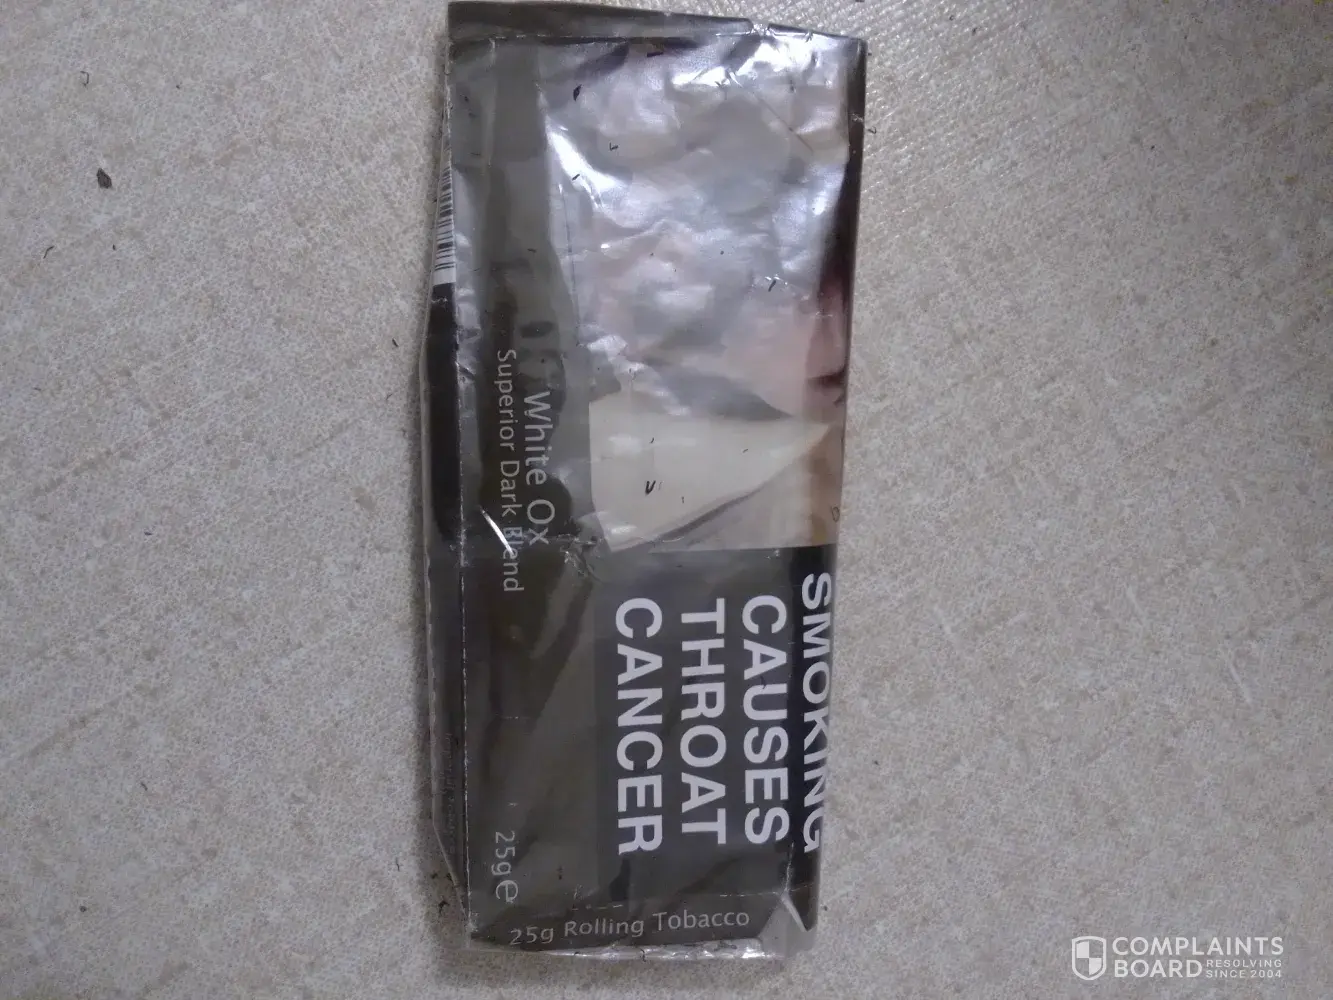 SMOKING
CAUSES
THROAT
CANCER
White Ox
Superior Dark Blend
25g℮
25g Rolling Tobacco
COMPLAINTS
BOARD RESOLVING
SINCE 2004